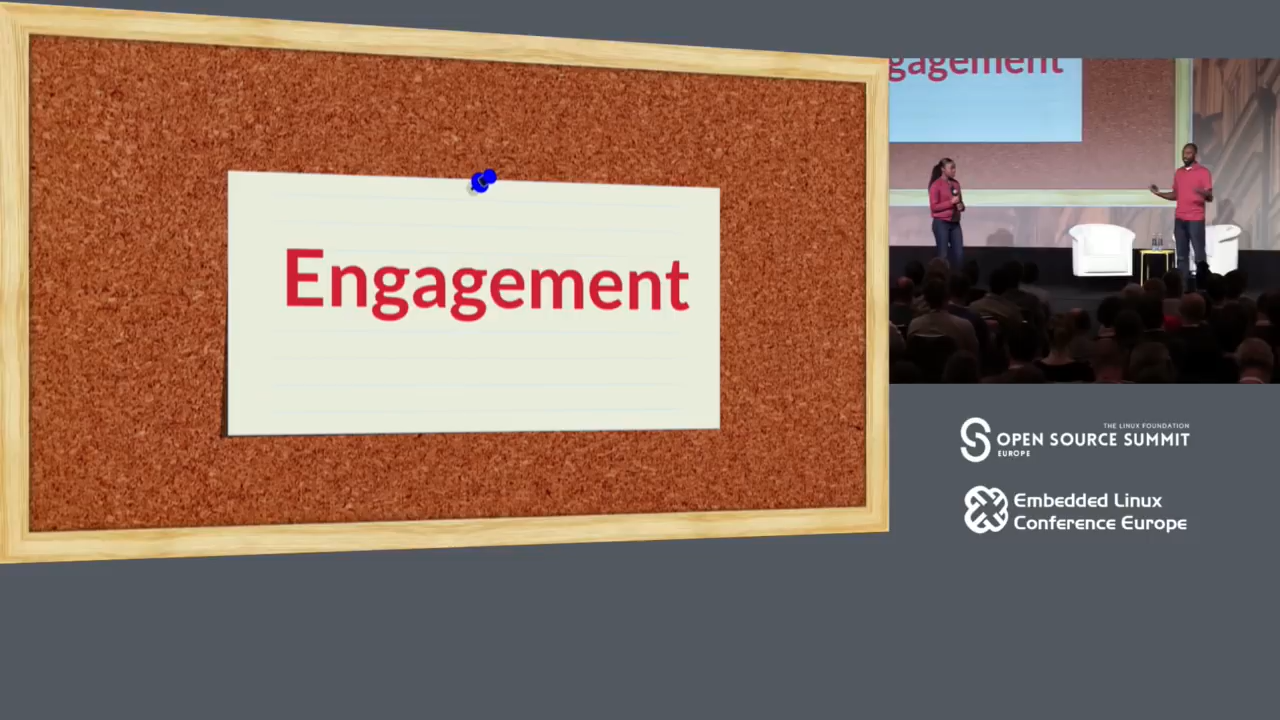 Engagement
gagement
THE LINUX FOUNDATION
OPEN SOURCE SUMMIT
EUROPE
Embedded Linux
Conference Europe